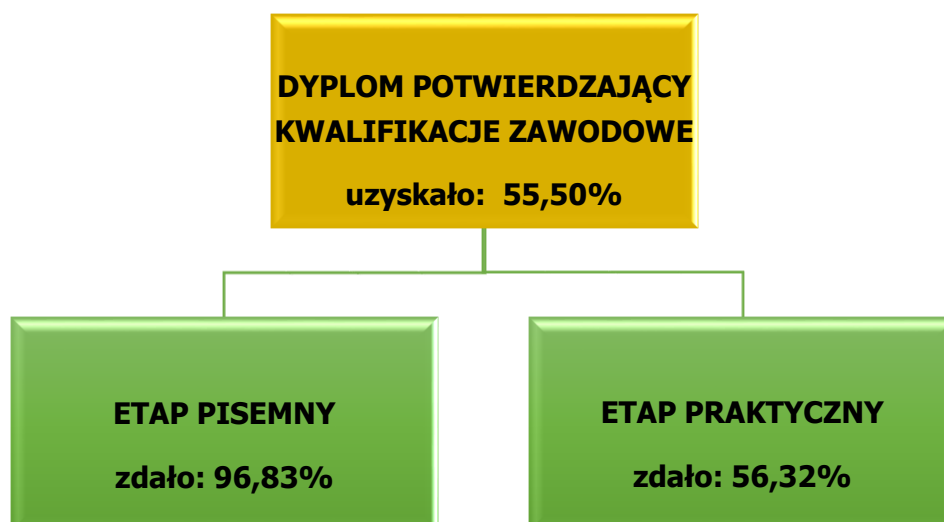 DYPLOM POTWIERDZAJĄCY
KWALIFIKACJE ZAWODOWE
uzyskało: 55,50%
ETAP PISEMNY
zdało: 96,83%
ETAP PRAKTYCZNY
zdało: 56,32%